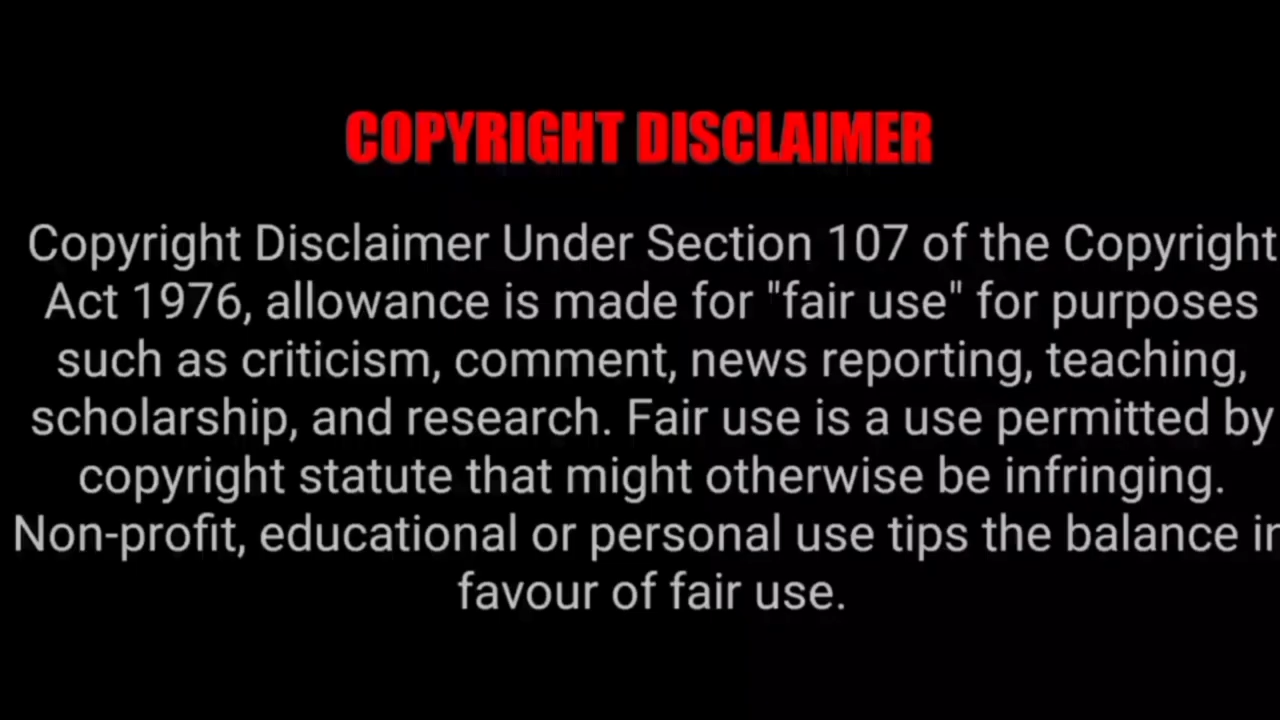 COPYRIGHT DISCLAIMER
Copyright Disclaimer Under Section 107 of the Copyright
Act 1976, allowance is made for "fair use" for purposes
such as criticism, comment, news reporting, teaching,
scholarship, and research. Fair use is a use permitted by
copyright statute that might otherwise be infringing.
Non-profit, educational or personal use tips the balance in
favour of fair use.